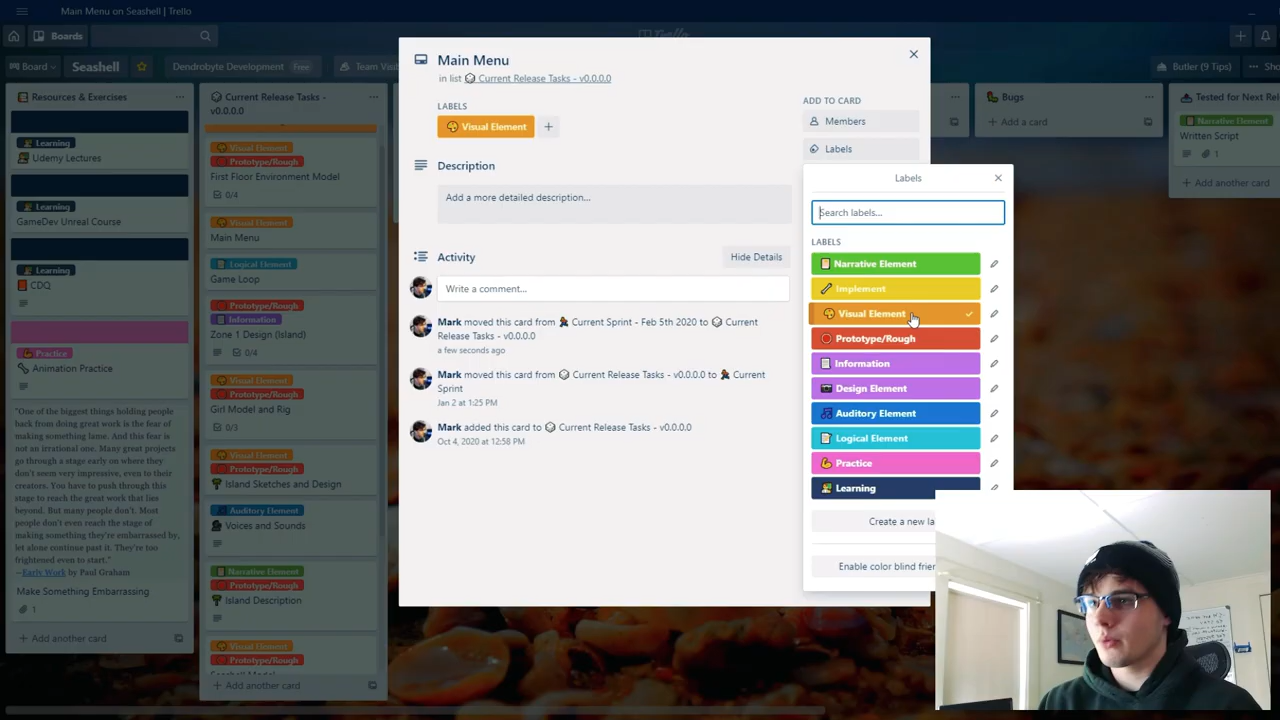 Main Menu on Seashell | Trello
Boards
Board
Seashell
Dendrobyte Development
Free
Team Visi
Butler (9 Tips)
Sho
Resources & Exercises
Learning
Udemy Lectures
Learning
GameDev Unreal Course
Learning
CDQ
Practice
Animation Practice
"One of the biggest things holding people
back from doing great work is the fear of
making something lame. And this fear is
not an irrational one. Many great projects
go through a stage early on where they
don't seem very impressive, even to their
creators. You have to push through this
stage to reach the great work that lies
beyond. But many people don't. Most
people don't even reach the stage of
making something they're embarrassed by,
let alone continue past it. They're too
frightened even to start."
—Early Work by Paul Graham
Make Something Embarrassing
1
+ Add another card
Current Release Tasks -
v0.0.0.0
Visual Element
Prototype/Rough
First Floor Environment Model
0/4
Visual Element
Main Menu
Logical Element
Game Loop
Prototype/Rough
Information
Zone 1 Design (Island)
0/4
Visual Element
Prototype/Rough
Girl Model and Rig
0/3
Visual Element
Prototype/Rough
Island Sketches and Design
Auditory Element
Voices and Sounds
Narrative Element
Prototype/Rough
Island Description
Visual Element
Prototype/Rough
Seashell Model
+ Add another card
Main Menu
in list Current Release Tasks - v0.0.0.0
LABELS
Visual Element
+
Description
Add a more detailed description...
Activity
Hide Details
Write a comment...
Mark moved this card from Current Sprint - Feb 5th 2020 to Current
Release Tasks - v0.0.0.0
a few seconds ago
Mark moved this card from Current Release Tasks - v0.0.0.0 to Current
Sprint
Jan 2 at 1:25 PM
Mark added this card to Current Release Tasks - v0.0.0.0
Oct 4, 2020 at 12:58 PM
ADD TO CARD
Members
Labels
Labels
Search labels...
LABELS
Narrative Element
Implement
Visual Element
Prototype/Rough
Information
Design Element
Auditory Element
Logical Element
Practice
Learning
Create a new la
Enable color blind frien
Bugs
+ Add a card
Tested for Next Rel
Narrative Element
Written Script
1
+ Add another card